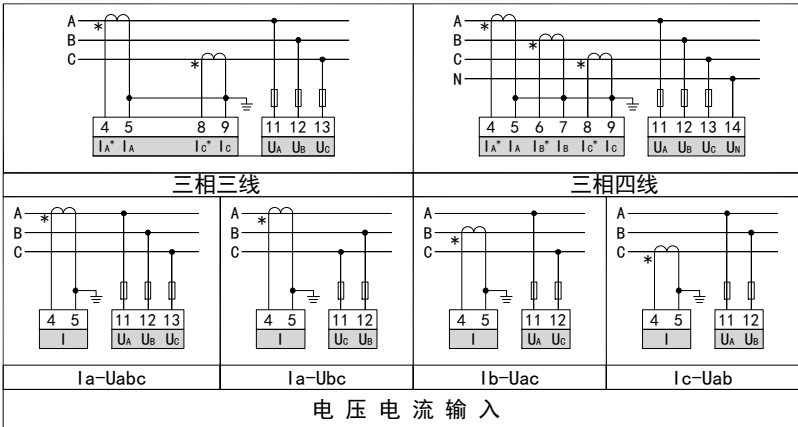 A
B
C
* *
4 5 8 9 11 12 13
IA* IA IC* IC UA UB UC
三相三线
A
B
C
N
* * *
4 5 6 7 8 9 11 12 13 14
IA* IA IB* IB IC* IC UA UB UC UN
三相四线
A
B
C
*
4 5 11 12 13
I UA UB UC
Ia-Uabc
A
B
C
*
4 5 11 12
I UC UB
Ia-Ubc
A
B
C
*
4 5 11 12
I UA UC
Ib-Uac
A
B
C
*
4 5 11 12
I UA UB
Ic-Uab
电压电流输入